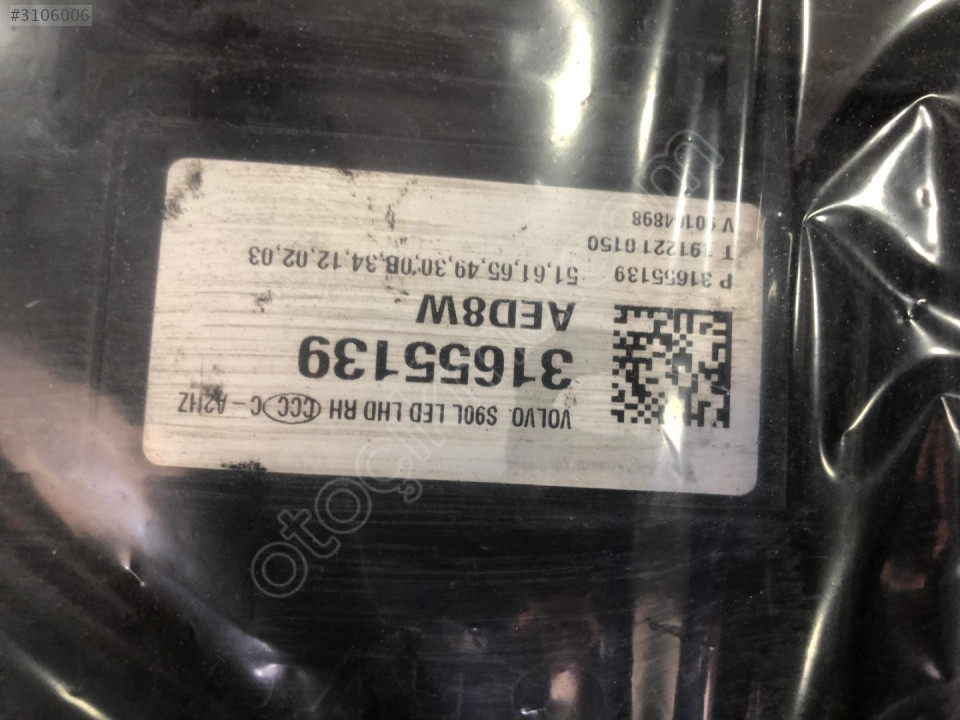 #3106006
VOLVO S90L LED LHD RH CCC C - A2HZ
31655139
AED8W
51,61,65,49,30,0B,34,12,02,03
P 31655139
T 191221 0150
V 90164898